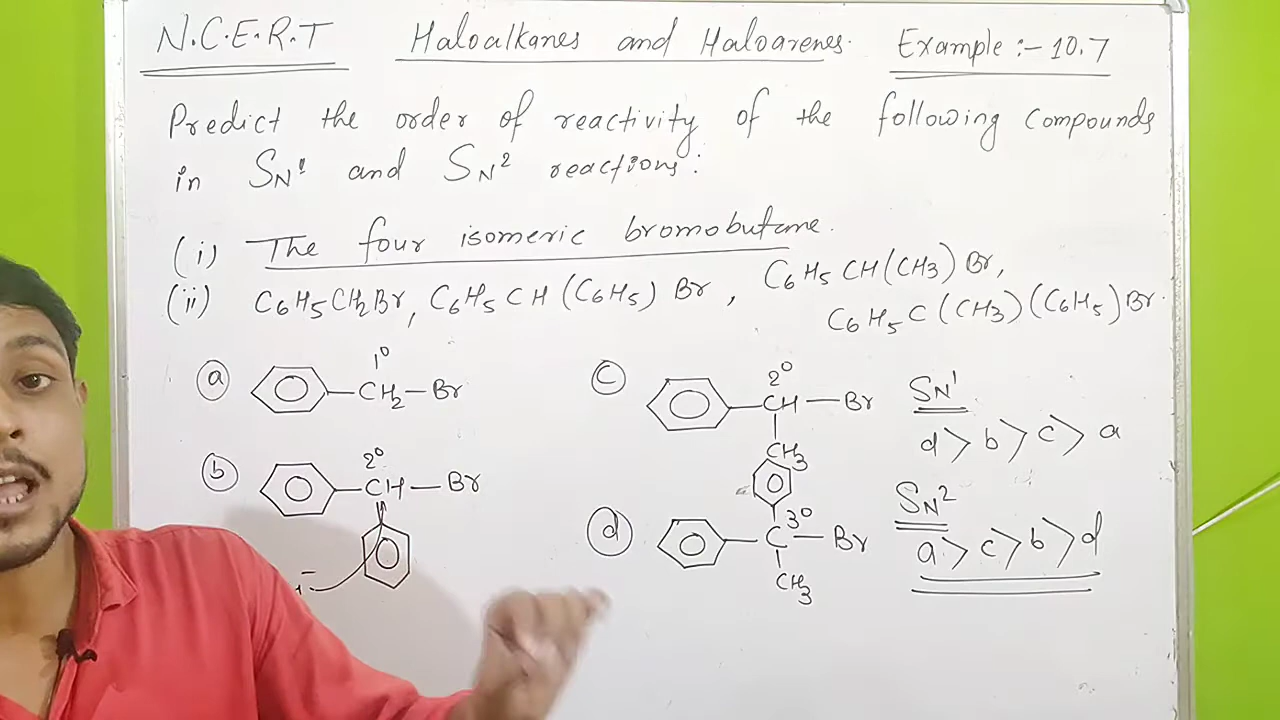 N.C.E.R.T Haloalkanes and Haloarenes. Example :- 10.7
Predict the order of reactivity of the following compounds
in SN¹ and SN² reactions:
(i) The four isomeric bromobutane.
(ii) C6H5CH2Br, C6H5CH(C6H5)Br, C6H5CH(CH3)Br,
C6H5C(CH3)(C6H5)Br.
(a) 1°
CH2—Br
(b) 2°
CH—Br
(c) 2°
CH—Br
CH3
(d) 3°
C—Br
CH3
SN¹
d > b > c > a
SN²
a > c > b > d